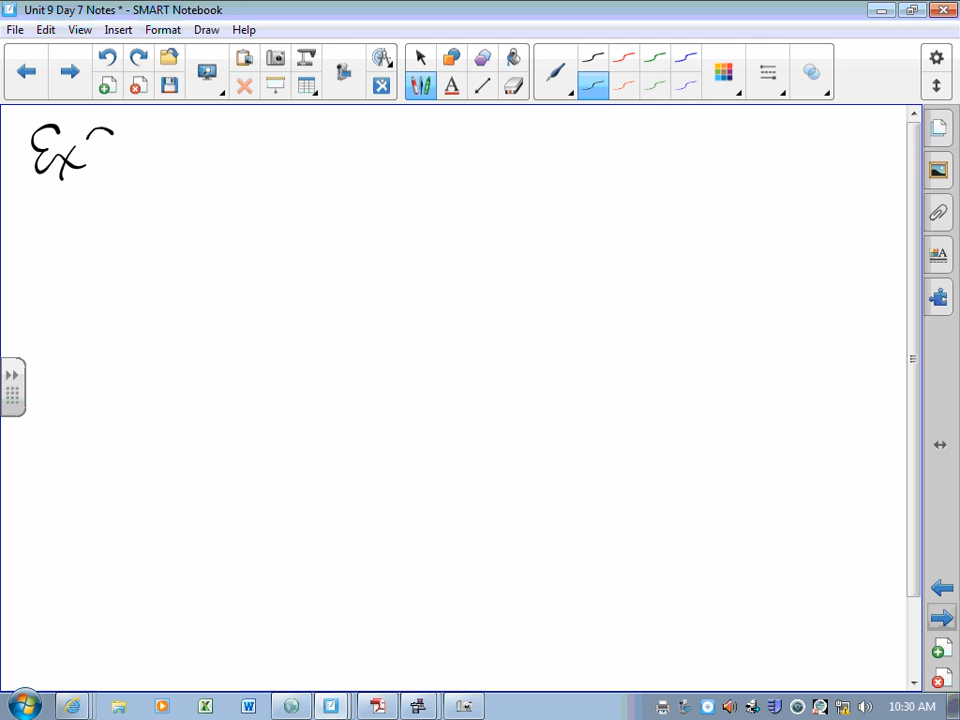 Unit 9 Day 7 Notes * - SMART Notebook
File Edit View Insert Format Draw Help
Ex
10:30 AM